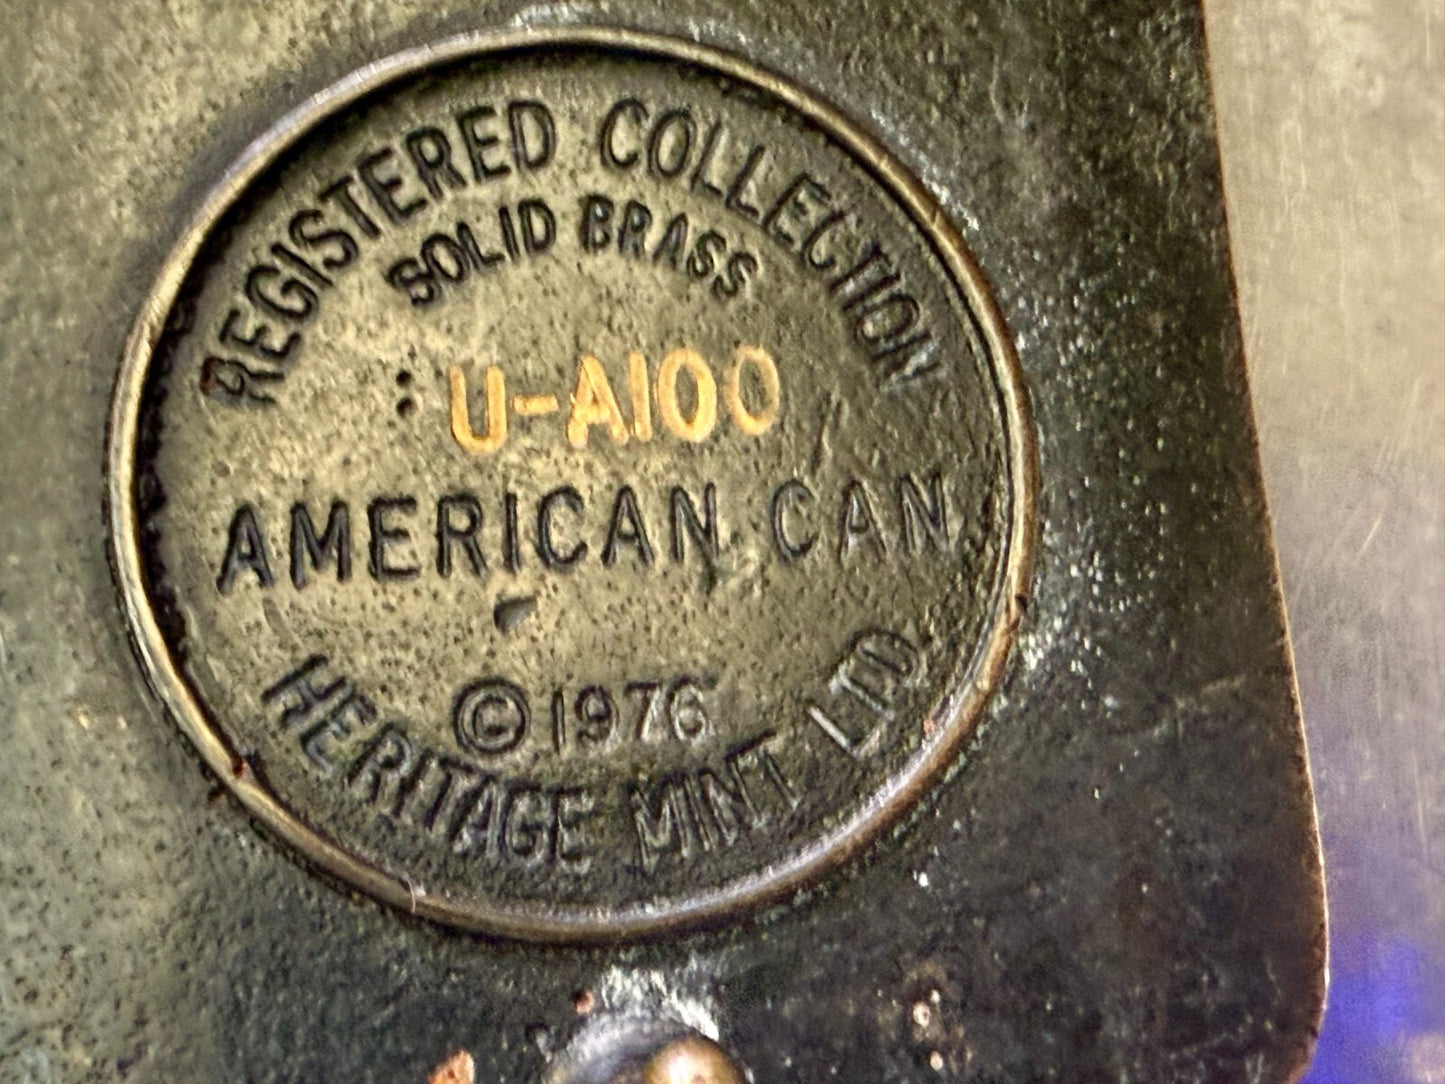 REGISTERED COLLECTION
SOLID BRASS
U-A100
AMERICAN CAN
©1976
HERITAGE MINT LTD